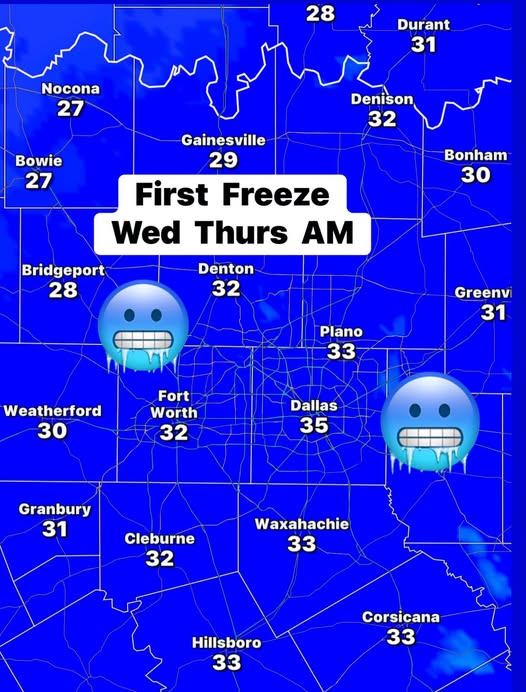 28
Durant
31
Nocona
27
Denison
32
Gainesville
29
Bowie
27
Bonham
30
First Freeze
Wed Thurs AM
Bridgeport
28
Denton
32
Greenvi
31
Plano
33
Weatherford
30
Fort
Worth
32
Dallas
35
Granbury
31
Cleburne
32
Waxahachie
33
Corsicana
33
Hillsboro
33